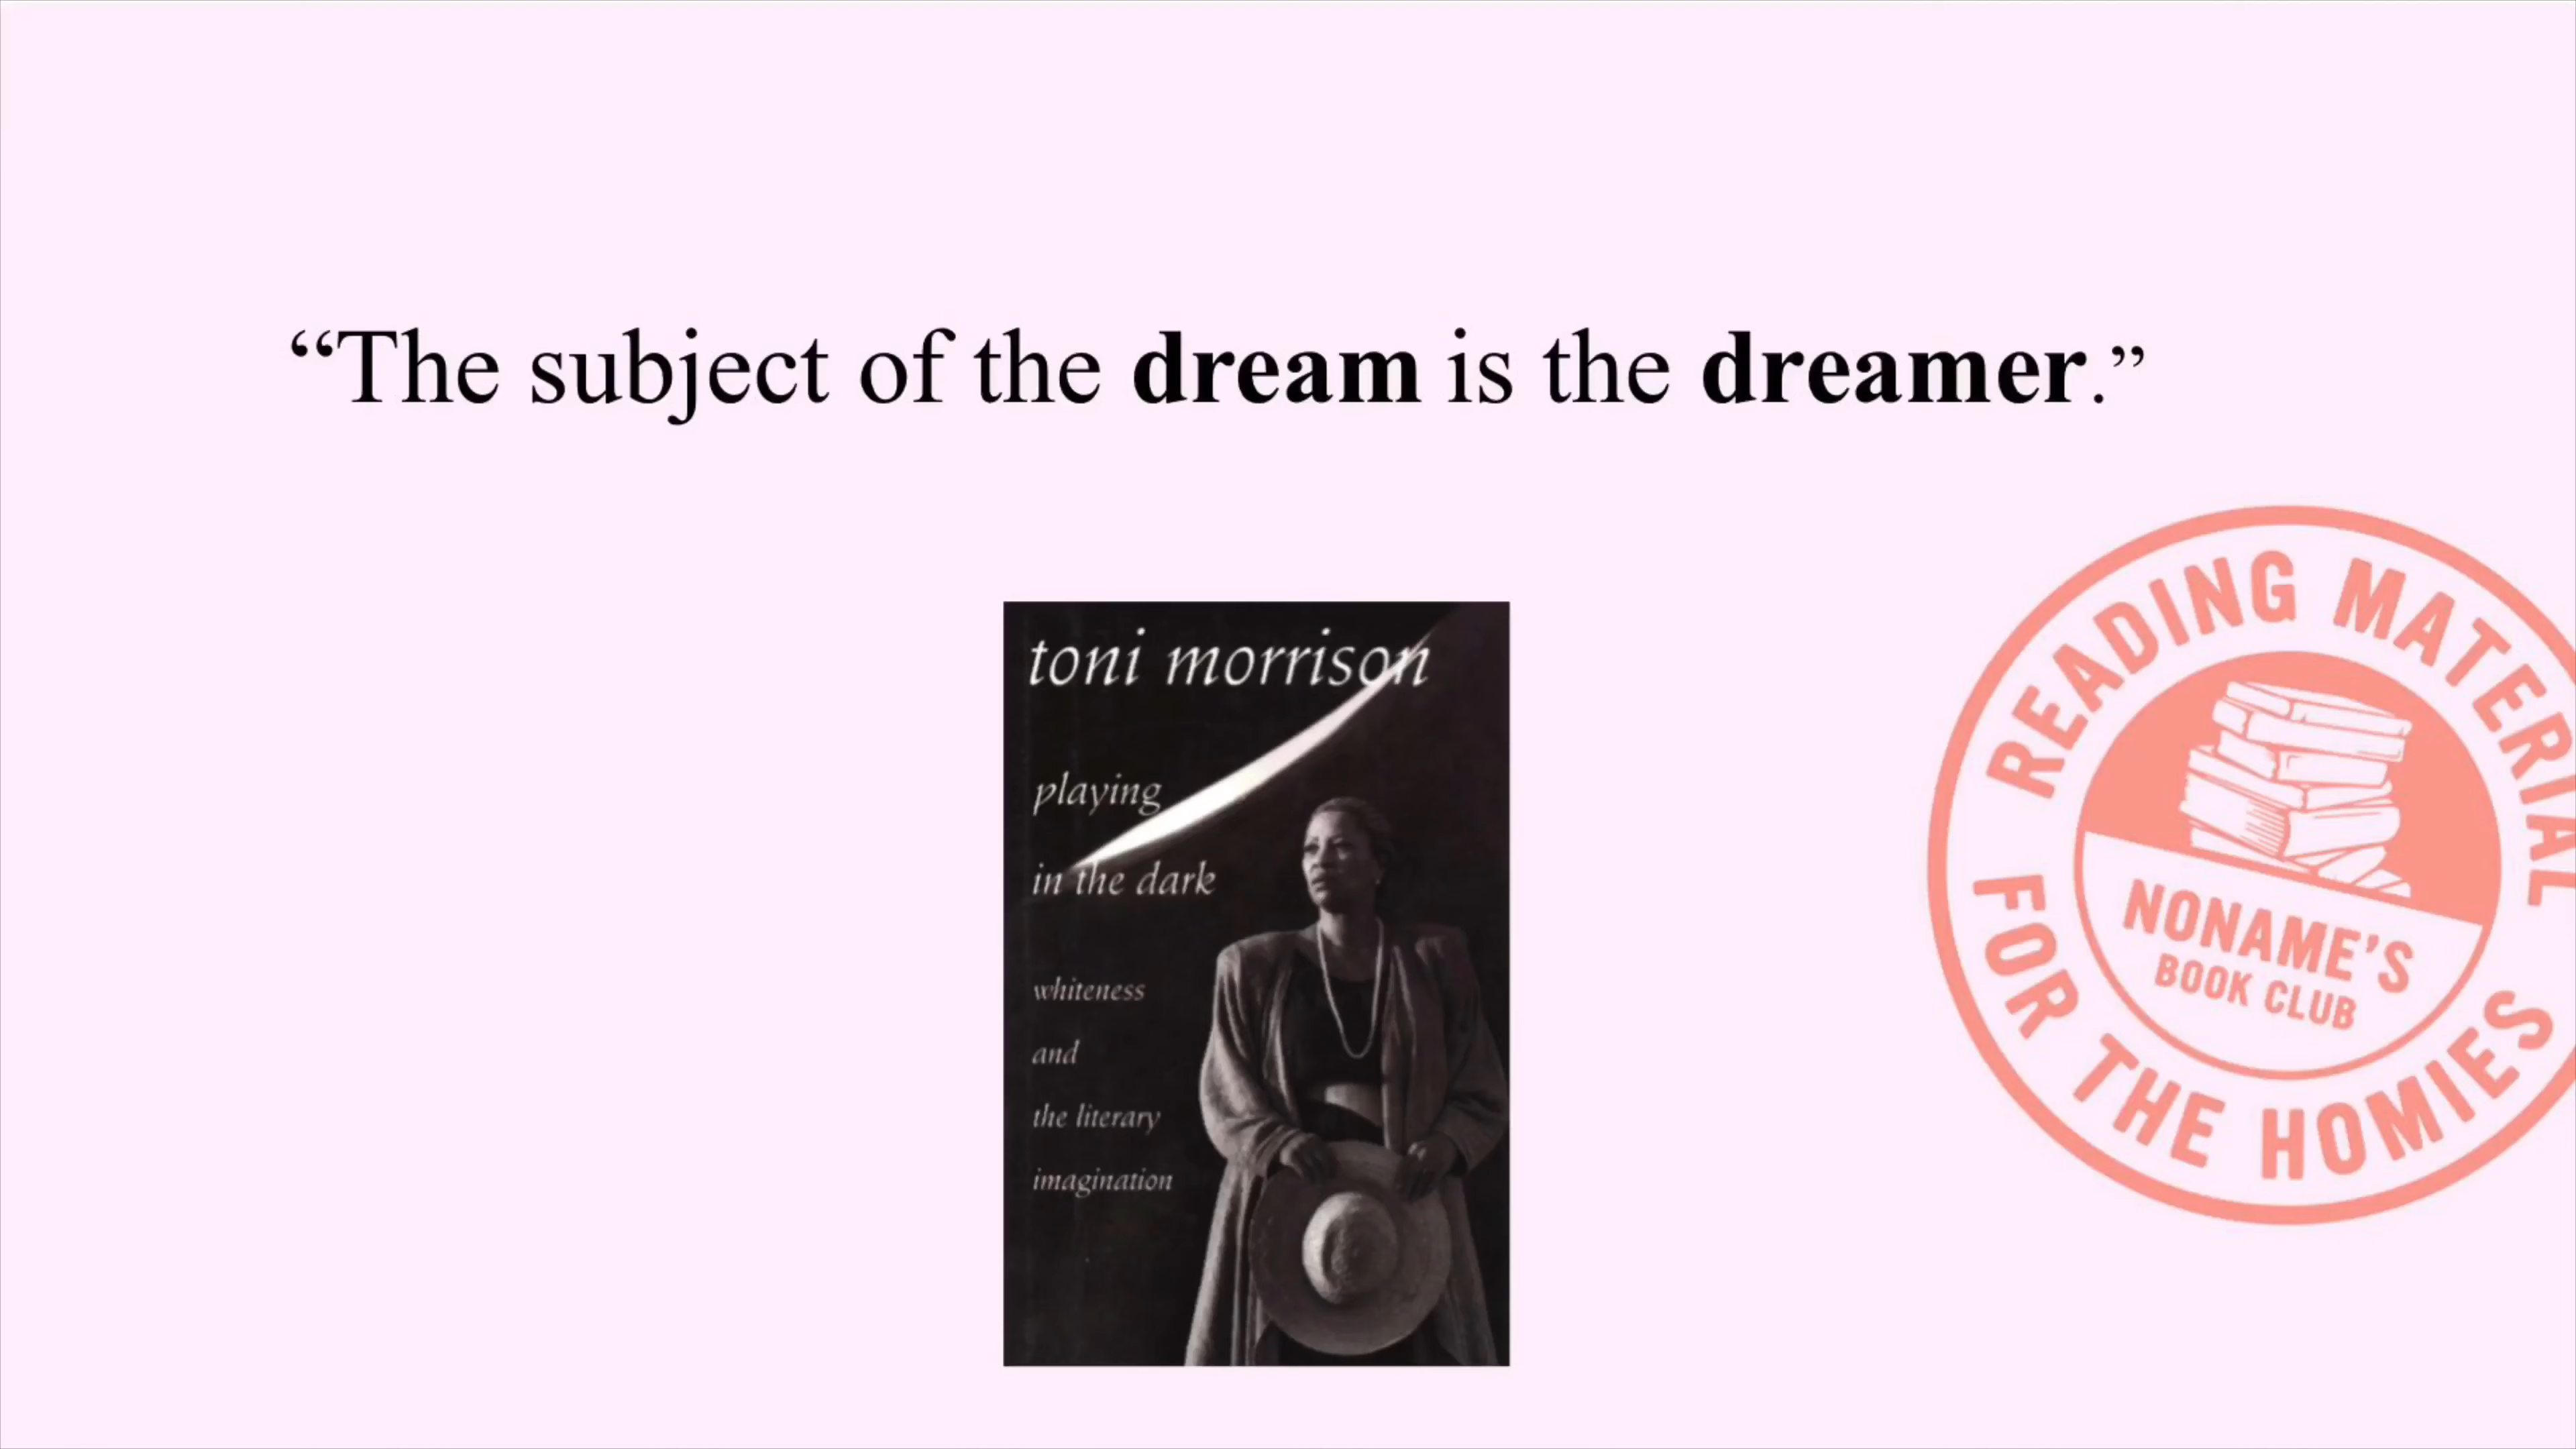 “The subject of the dream is the dreamer.”
toni morrison
playing
in the dark
whiteness
and
the literary
imagination
READING MATERIAL
FOR THE HOMIES
NONAME’S
BOOK CLUB